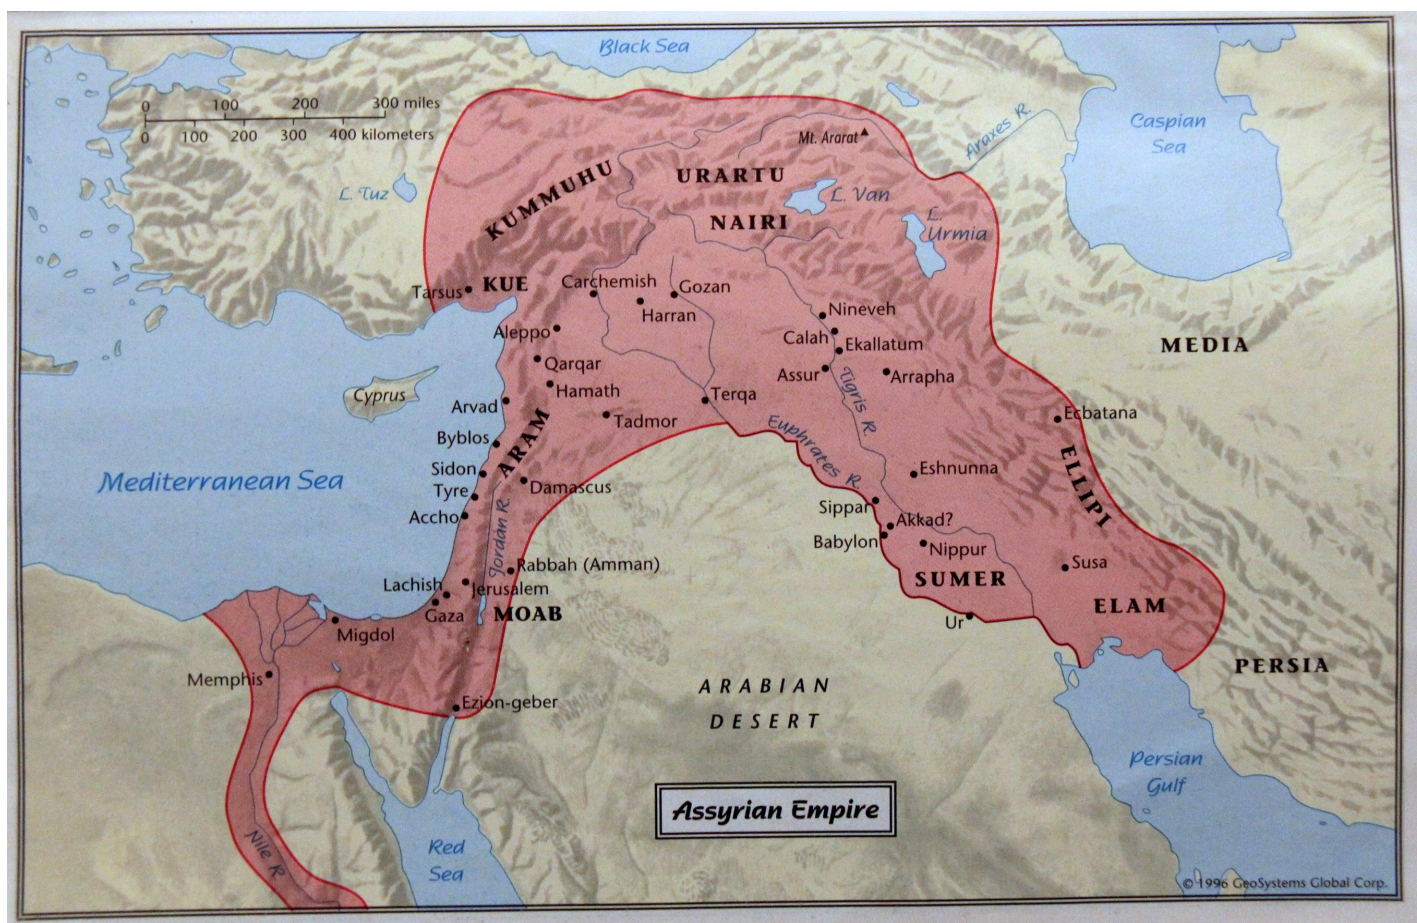 Black Sea
0 100 200 300 miles
0 100 200 300 400 kilometers
Caspian
Sea
Araxes R.
Mt. Ararat
L. Tuz
KUMMUHU
URARTU
L. Van
NAIRI
L.
Urmia
Tarsus
KUE
Carchemish
Gozan
Harran
Nineveh
Aleppo
Calah
Ekallatum
MEDIA
Qarqar
Assur
Arrapha
Hamath
Cyprus
Arvad
Terqa
Tigris R.
Tadmor
Ecbatana
Byblos
ARAM
Euphrates R.
Sidon
Eshnunna
ELLIPI
Mediterranean Sea
Tyre
Damascus
Accho
Jordan R.
Sippar
Akkad?
Babylon
Nippur
Rabbah (Amman)
Susa
Lachish
Jerusalem
SUMER
Gaza
MOAB
ELAM
Migdol
Ur
PERSIA
Memphis
Ezion-geber
ARABIAN
DESERT
Persian
Gulf
Assyrian Empire
Nile R
Red
Sea
© 1996 GeoSystems Global Corp.